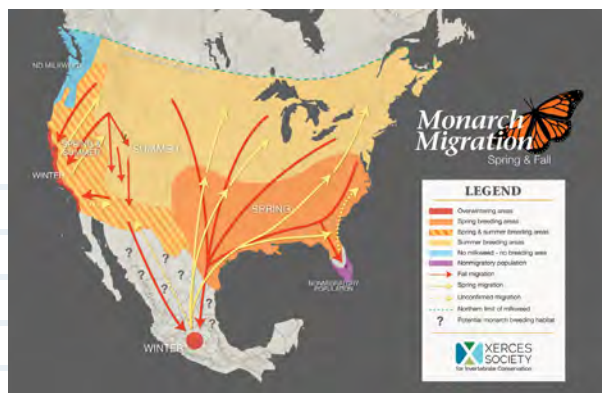 NO MILKWEED
SPRING &
SUMMER
SUMMER
WINTER
SPRING
NONMIGRATORY
POPULATION
WINTER
?
?
?
?
?
?
?
?
?
Monarch
Migration
Spring & Fall
LEGEND
Overwintering areas
Spring breeding areas
Spring & summer breeding areas
Summer breeding areas
No milkweed - no breeding area
Nonmigratory population
Fall migration
Spring migration
Unconfirmed migration
Northern limit of milkweed
? Potential monarch breeding habitat
XERCES
SOCIETY
for Invertebrate Conservation